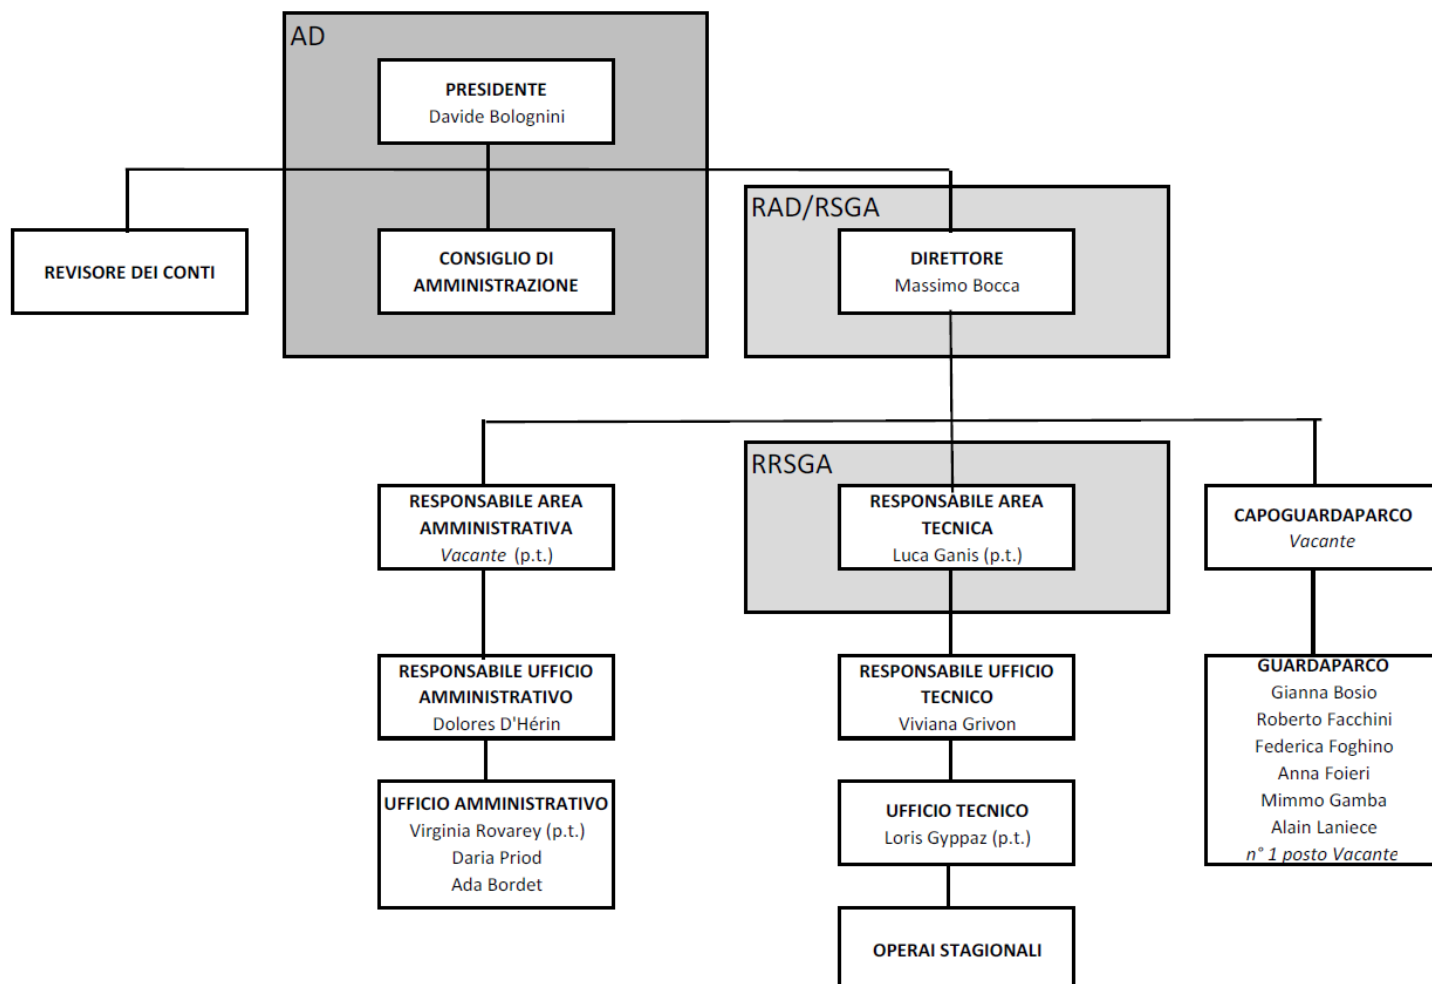 AD
PRESIDENTE
Davide Bolognini
REVISORE DEI CONTI
CONSIGLIO DI
AMMINISTRAZIONE
RAD/RSGA
DIRETTORE
Massimo Bocca
RESPONSABILE AREA
AMMINISTRATIVA
Vacante (p.t.)
RRSGA
RESPONSABILE AREA
TECNICA
Luca Ganis (p.t.)
CAPOGUARDAPARCO
Vacante
RESPONSABILE UFFICIO
AMMINISTRATIVO
Dolores D'Hérin
RESPONSABILE UFFICIO
TECNICO
Viviana Grivon
GUARDAPARCO
Gianna Bosio
Roberto Facchini
Federica Foghino
Anna Foieri
Mimmo Gamba
Alain Laniece
n° 1 posto Vacante
UFFICIO AMMINISTRATIVO
Virginia Rovarey (p.t.)
Daria Priod
Ada Bordet
UFFICIO TECNICO
Loris Gyppaz (p.t.)
OPERAI STAGIONALI